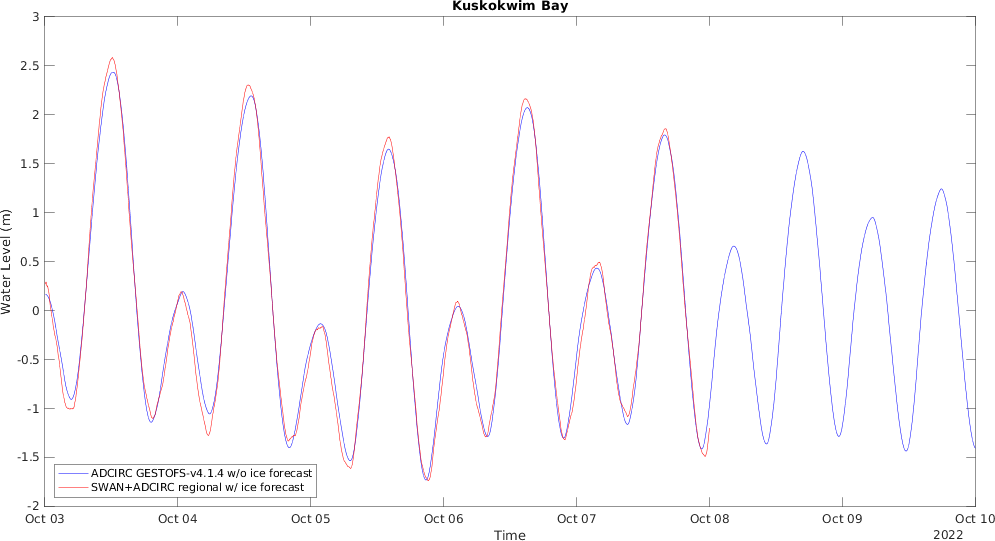 Kuskokwim Bay
3
2.5
2
1.5
1
0.5
0
-0.5
-1
-1.5
-2
Water Level (m)
ADCIRC GESTOFS-v4.1.4 w/o ice forecast
SWAN+ADCIRC regional w/ ice forecast
Oct 03 Oct 04 Oct 05 Oct 06 Oct 07 Oct 08 Oct 09 Oct 10
Time
2022